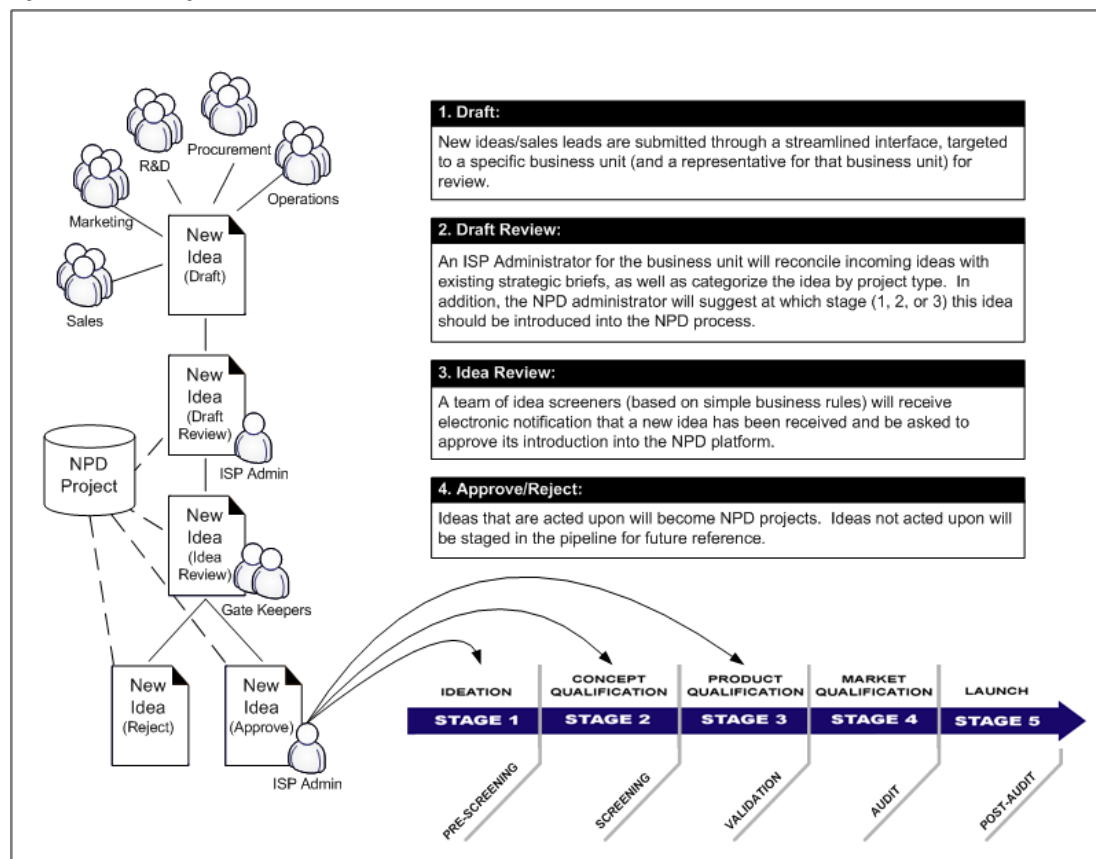 Procurement
R&D
Operations
Marketing
Sales
New
Idea
(Draft)
New
Idea
(Draft
Review)
ISP Admin
NPD
Project
New
Idea
(Idea
Review)
Gate Keepers
New
Idea
(Reject)
New
Idea
(Approve)
ISP Admin
1. Draft:
New ideas/sales leads are submitted through a streamlined interface, targeted
to a specific business unit (and a representative for that business unit) for
review.
2. Draft Review:
An ISP Administrator for the business unit will reconcile incoming ideas with
existing strategic briefs, as well as categorize the idea by project type.  In
addition, the NPD administrator will suggest at which stage (1, 2, or 3) this idea
should be introduced into the NPD process.
3. Idea Review:
A team of idea screeners (based on simple business rules) will receive
electronic notification that a new idea has been received and be asked to
approve its introduction into the NPD platform.
4. Approve/Reject:
Ideas that are acted upon will become NPD projects.  Ideas not acted upon will
be staged in the pipeline for future reference.
IDEATION
CONCEPT
QUALIFICATION
PRODUCT
QUALIFICATION
MARKET
QUALIFICATION
LAUNCH
STAGE 1
STAGE 2
STAGE 3
STAGE 4
STAGE 5
PRE-SCREENING
SCREENING
VALIDATION
AUDIT
POST-AUDIT